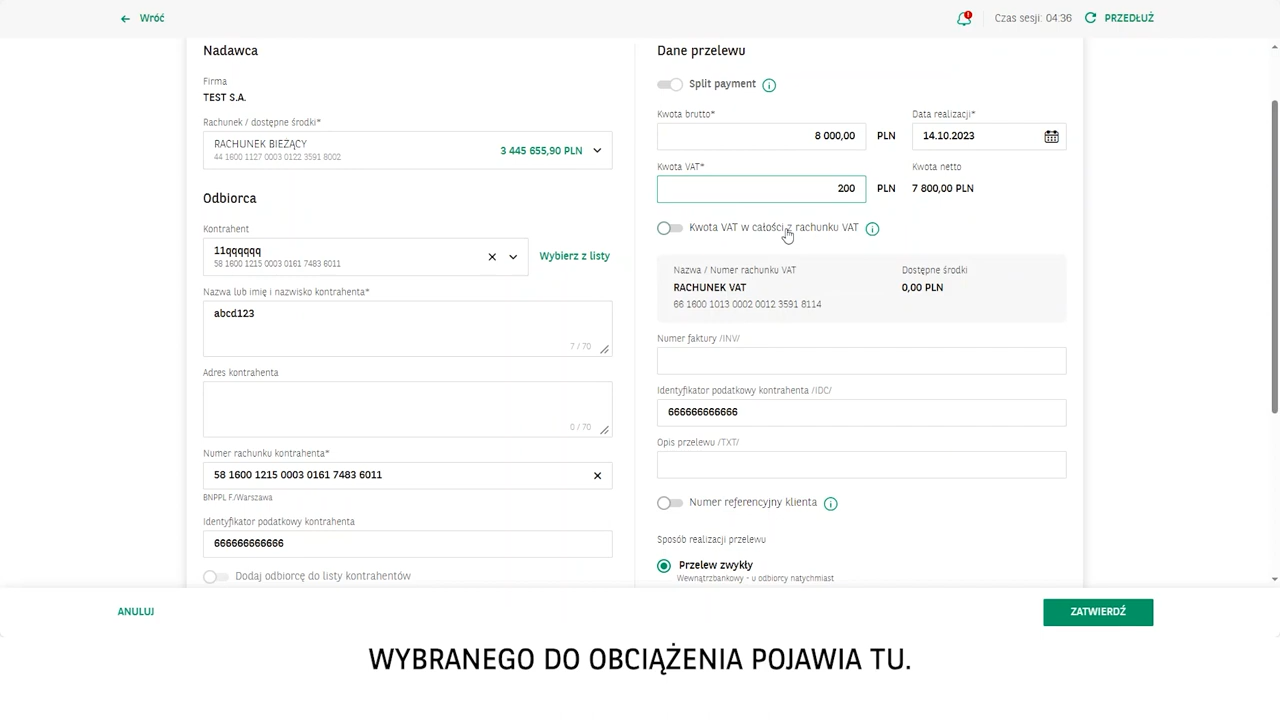 Wróć
Czas sesji: 04:36
PRZEDŁUŻ
Nadawca
Firma
TEST S.A.
Rachunek / dostępne środki*
RACHUNEK BIEŻĄCY
44 1600 1127 0003 0122 3591 8002
3 445 655,90 PLN
Odbiorca
Kontrahent
11qqqqqq
58 1600 1215 0003 0161 7483 6011
Wybierz z listy
Nazwa lub imię i nazwisko kontrahenta*
abcd123
7 / 70
Adres kontrahenta
0 / 70
Numer rachunku kontrahenta*
58 1600 1215 0003 0161 7483 6011
BNPPL F./Warszawa
Identyfikator podatkowy kontrahenta
666666666666
Dodaj odbiorcę do listy kontrahentów
Dane przelewu
Split payment
Kwota brutto*
8 000,00 PLN
Data realizacji*
14.10.2023
Kwota VAT*
200 PLN
Kwota netto
7 800,00 PLN
Kwota VAT w całości z rachunku VAT
Nazwa / Numer rachunku VAT
RACHUNEK VAT
66 1600 1013 0002 0012 3591 8114
Dostępne środki
0,00 PLN
Numer faktury /INV/
Identyfikator podatkowy kontrahenta /IDC/
666666666666
Opis przelewu /TXT/
Numer referencyjny klienta
Sposób realizacji przelewu
Przelew zwykły
Wewnątrzbankowy - u odbiorcy natychmiast
ANULUJ
ZATWIERDŹ
WYBRANEGO DO OBCIĄŻENIA POJAWIA TU.